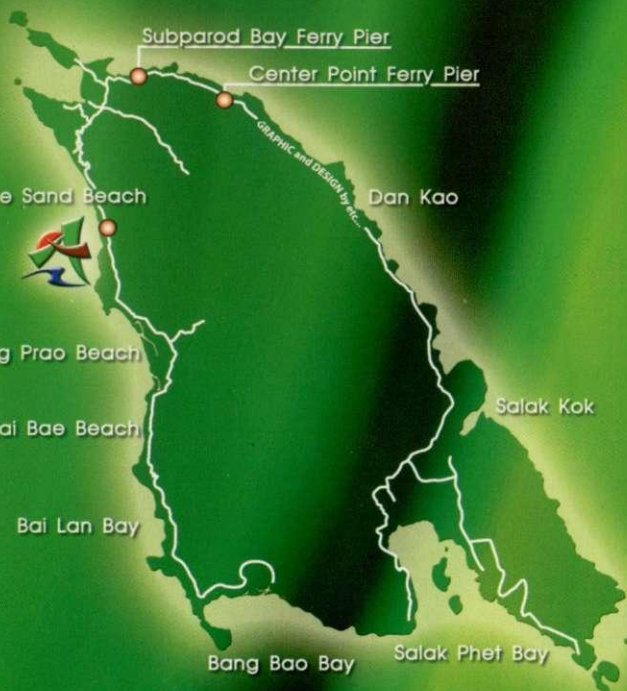 Subparod Bay Ferry Pier
Center Point Ferry Pier
GRAPHIC and DESIGN by etc...
e Sand Beach
Dan Kao
g Prao Beach
Salak Kok
ai Bae Beach
Bai Lan Bay
Salak Phet Bay
Bang Bao Bay